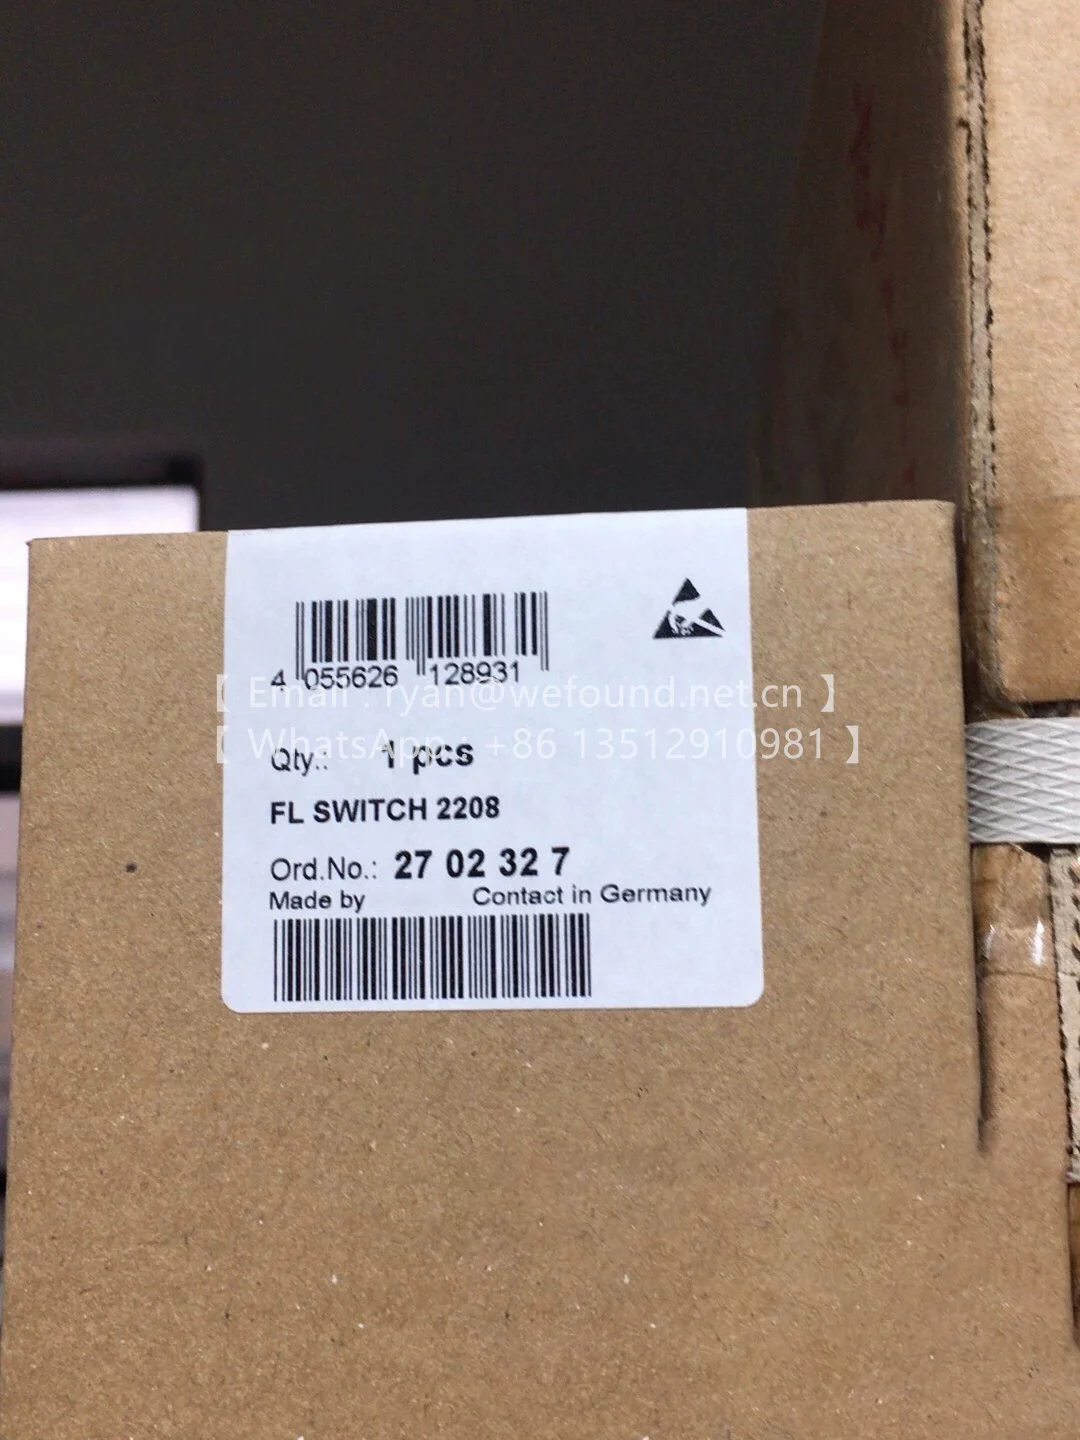 4 055626 128931
【 Email : ryan@wefound.net.cn 】
【 WhatsApp : +86 13512910981 】
Qty.: 1 pcs
FL SWITCH 2208
Ord.No.: 27 02 32 7
Made by Contact in Germany